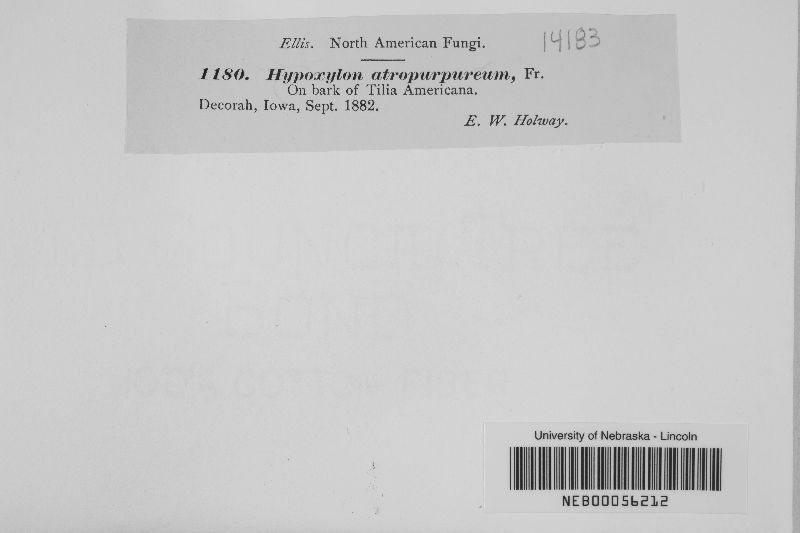 Ellis. North American Fungi.
14183
1180. Hypoxylon atropurpureum, Fr.
On bark of Tilia Americana.
Decorah, Iowa, Sept. 1882.
E. W. Holway.
University of Nebraska - Lincoln
NEB00056212